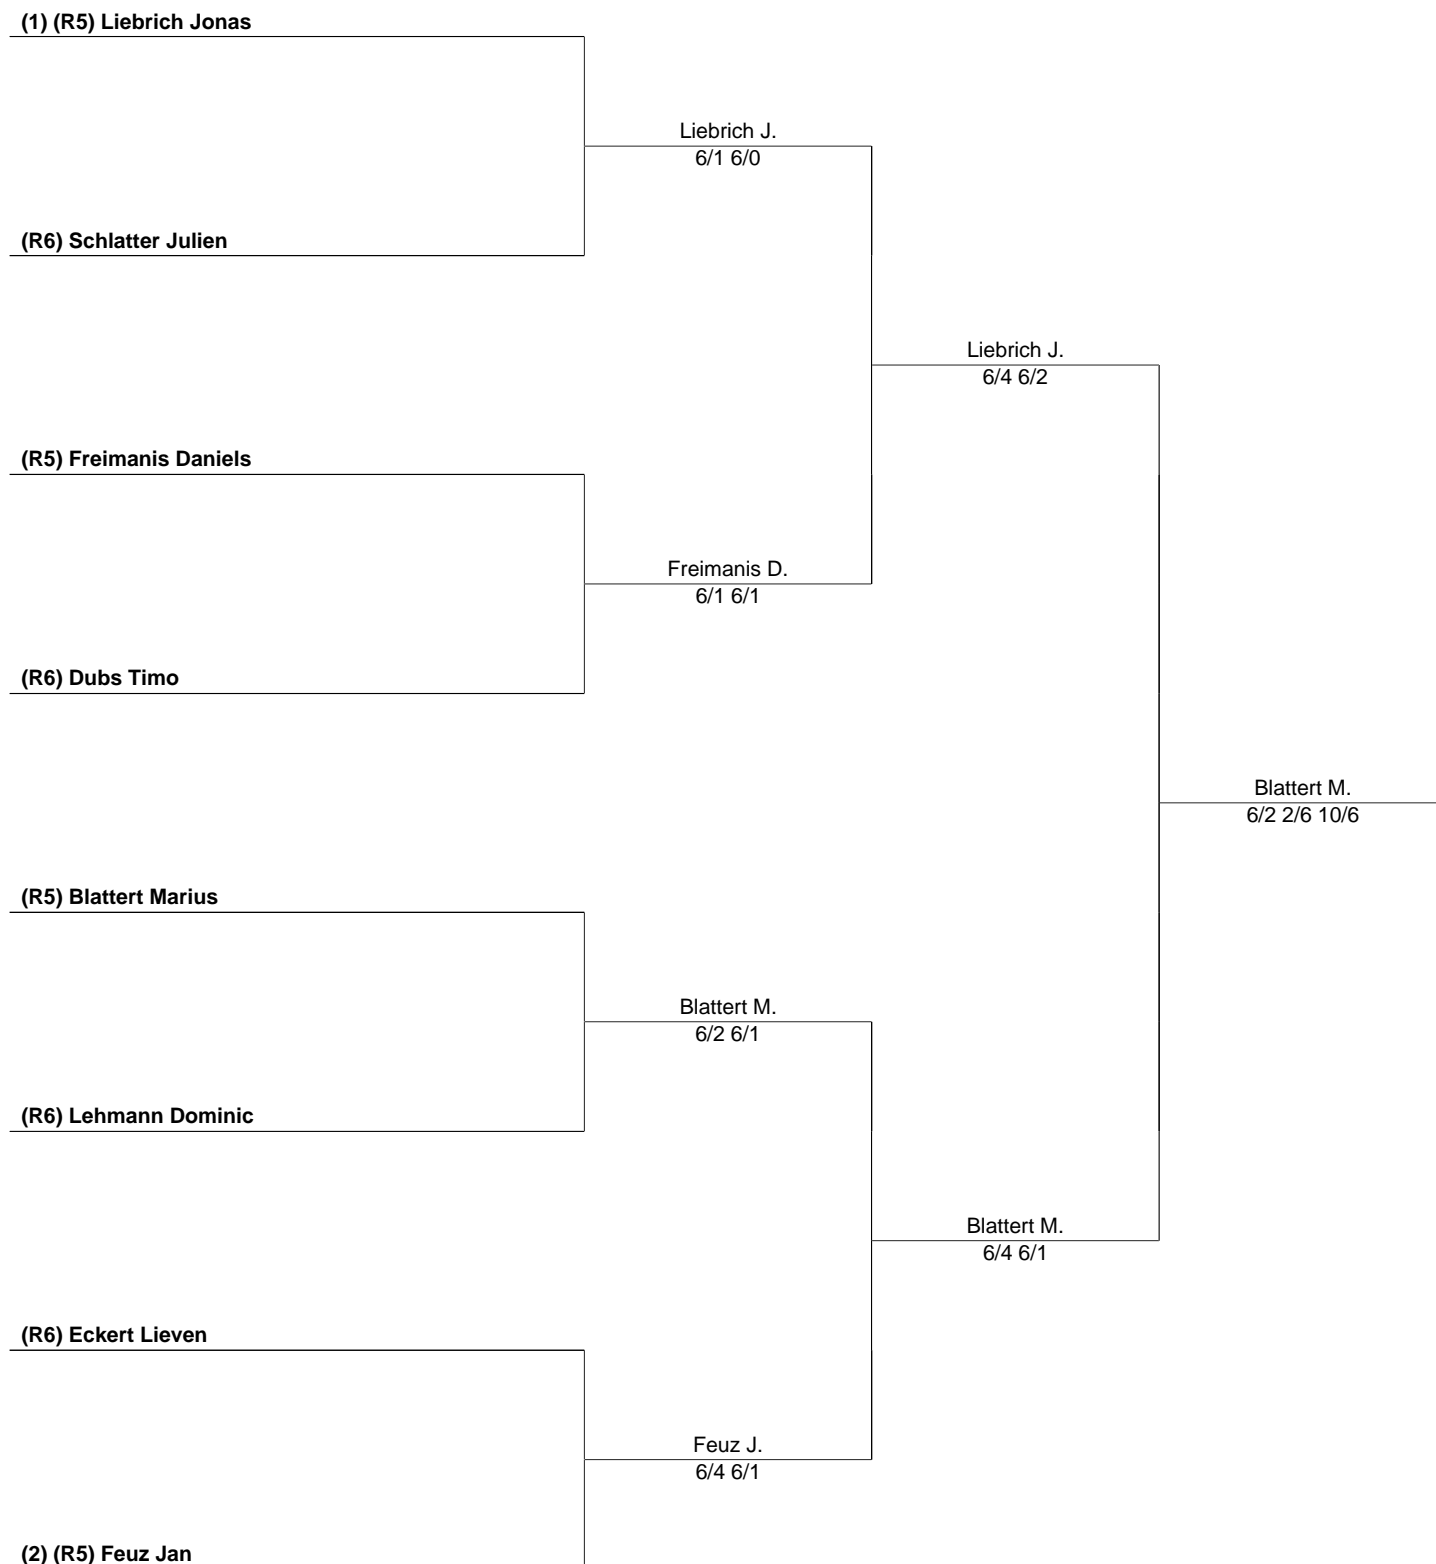 (1) (R5) Liebrich Jonas
Liebrich J.
6/1 6/0
(R6) Schlatter Julien
Liebrich J.
6/4 6/2
(R5) Freimanis Daniels
Freimanis D.
6/1 6/1
(R6) Dubs Timo
Blattert M.
6/2 2/6 10/6
(R5) Blattert Marius
Blattert M.
6/2 6/1
(R6) Lehmann Dominic
Blattert M.
6/4 6/1
(R6) Eckert Lieven
Feuz J.
6/4 6/1
(2) (R5) Feuz Jan